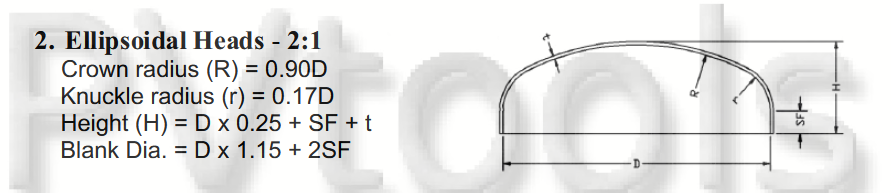 2. Ellipsoidal Heads - 2:1
Crown radius (R) = 0.90D
Knuckle radius (r) = 0.17D
Height (H) = D x 0.25 + SF + t
Blank Dia. = D x 1.15 + 2SF
t
R
r
H
SF
D
PVtools